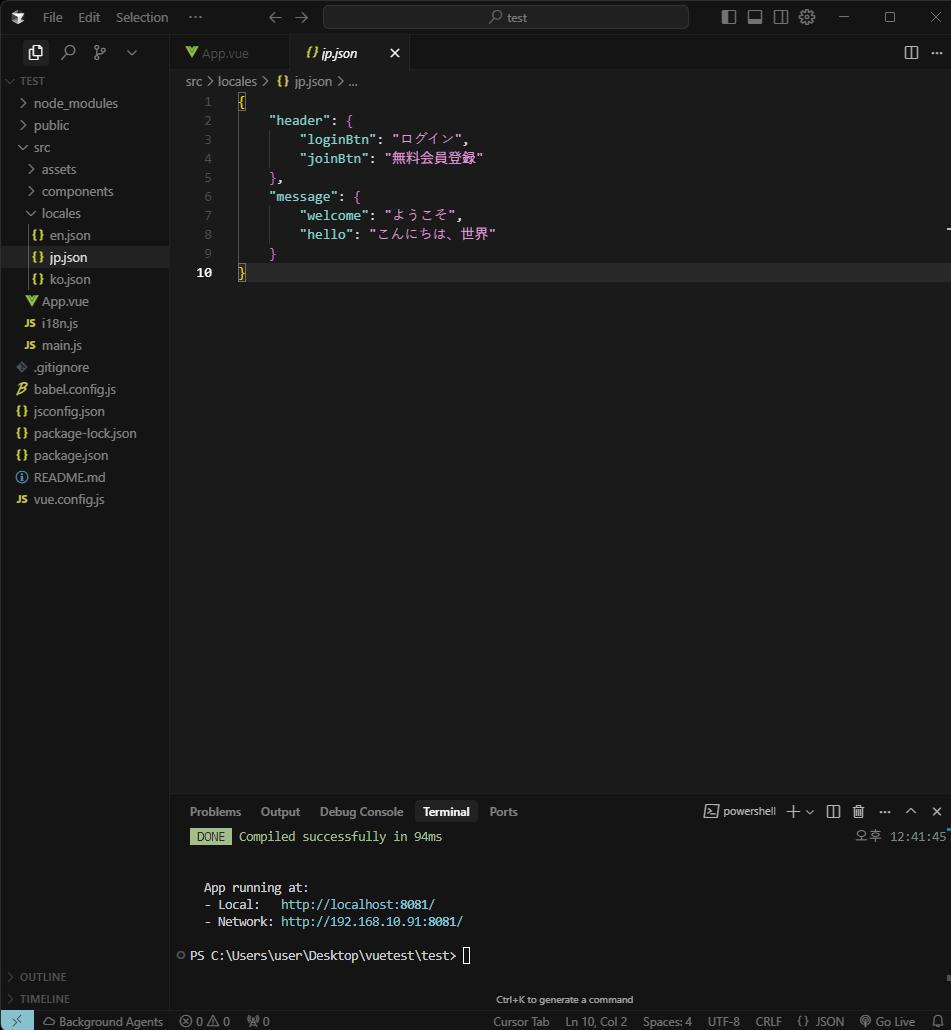 File Edit Selection ··· test
App.vue jp.json
src > locales > {} jp.json > ...
TEST
node_modules
public
src
assets
components
locales
{} en.json
{} jp.json
{} ko.json
App.vue
JS i18n.js
JS main.js
.gitignore
babel.config.js
{} jsconfig.json
{} package-lock.json
{} package.json
README.md
JS vue.config.js
OUTLINE
TIMELINE
1 {
2 "header": {
3 "loginBtn": "ログイン",
4 "joinBtn": "無料会員登録"
5 },
6 "message": {
7 "welcome": "ようこそ",
8 "hello": "こんにちは、世界"
9 }
10 }
Problems Output Debug Console Terminal Ports powershell
DONE Compiled successfully in 94ms 오후 12:41:45
App running at:
- Local: http://localhost:8081/
- Network: http://192.168.10.91:8081/
PS C:\Users\user\Desktop\vuetest\test>
Ctrl+K to generate a command
Background Agents 0 0 0 Cursor Tab Ln 10, Col 2 Spaces: 4 UTF-8 CRLF {} JSON Go Live